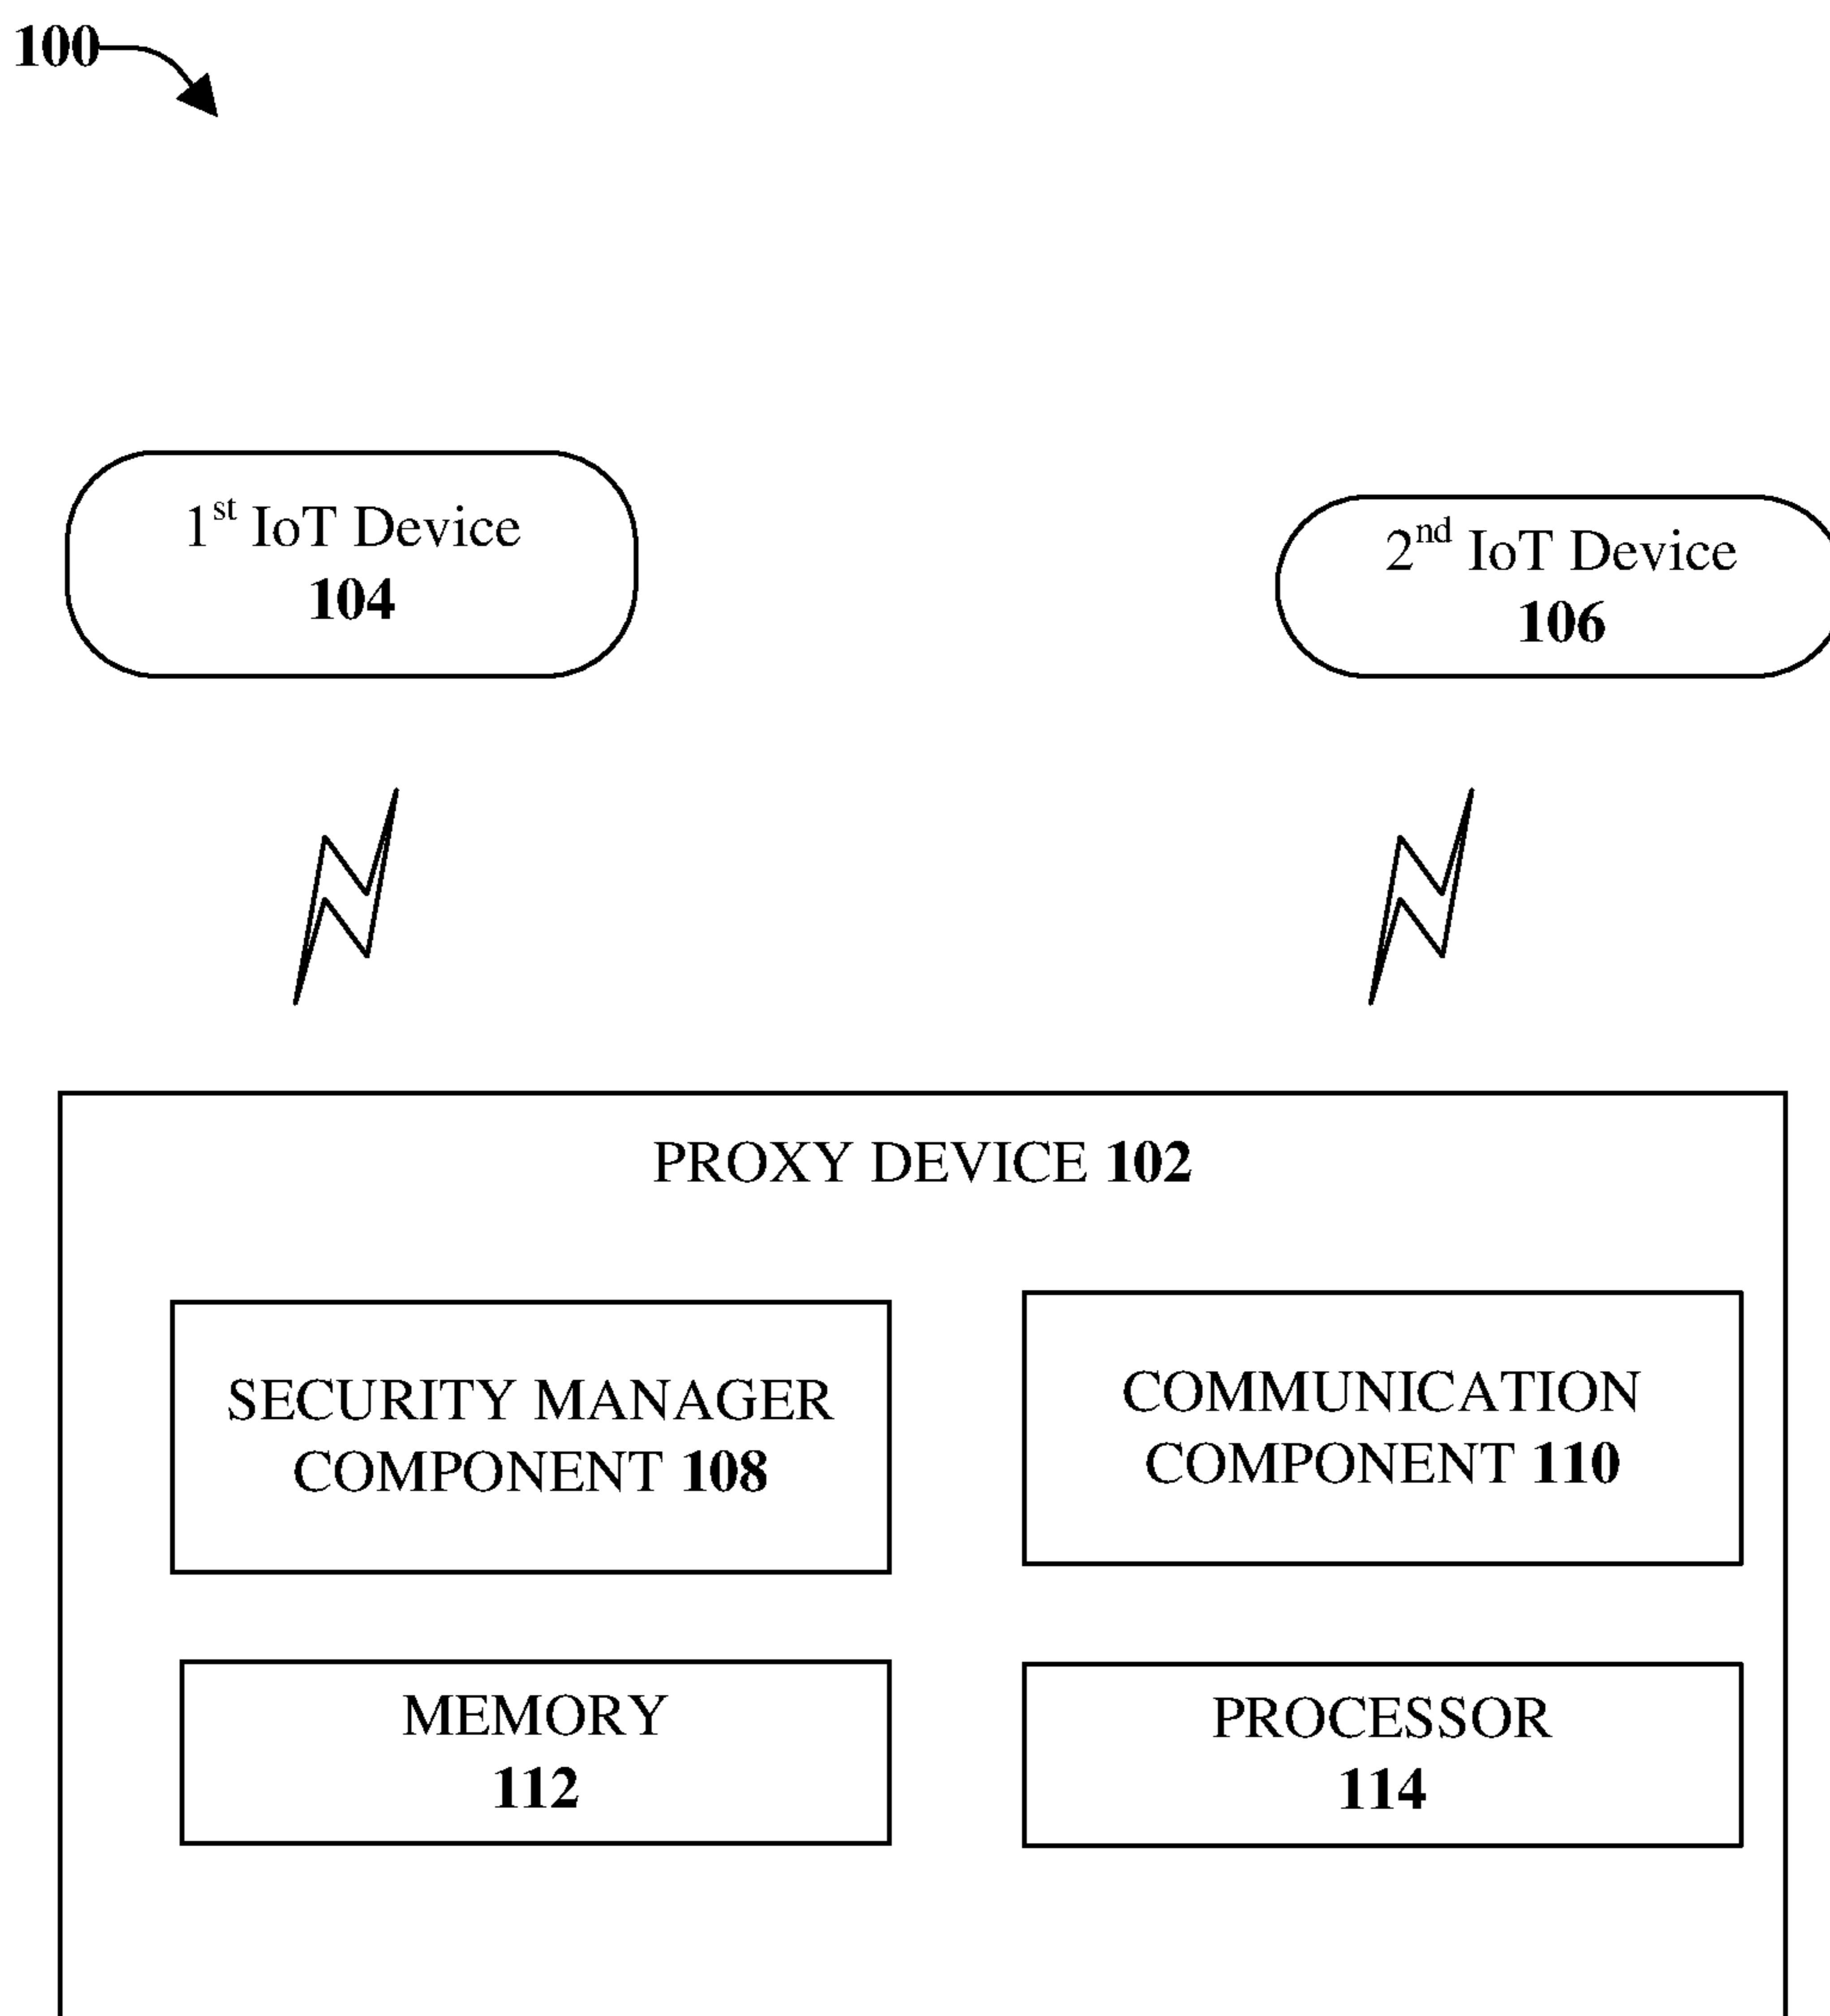 100
1st IoT Device
104
2nd IoT Device
106
PROXY DEVICE 102
SECURITY MANAGER
COMPONENT 108
COMMUNICATION
COMPONENT 110
MEMORY
112
PROCESSOR
114